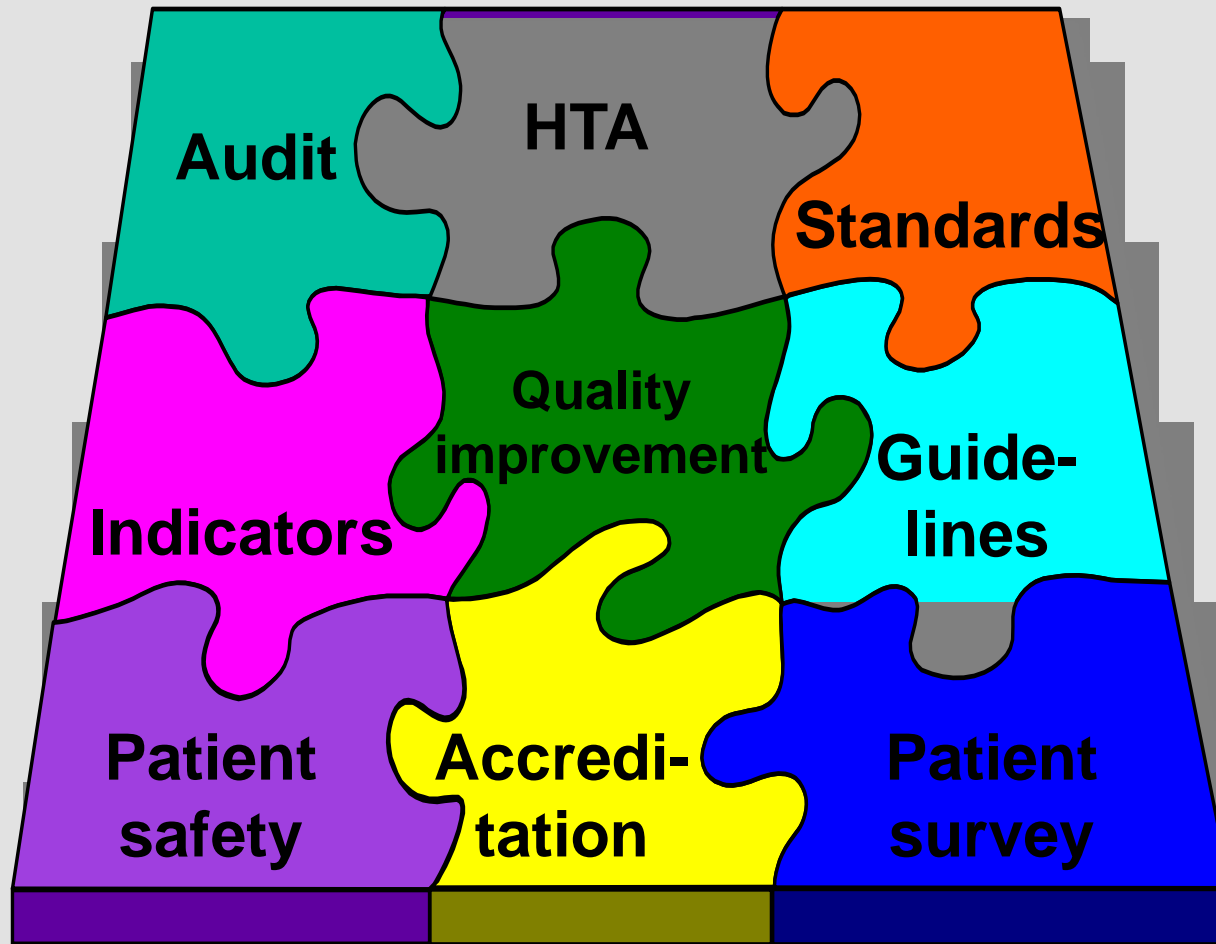 Audit
HTA
Standards
Indicators
Quality
improvement
Guide-
lines
Patient
safety
Accredi-
tation
Patient
survey